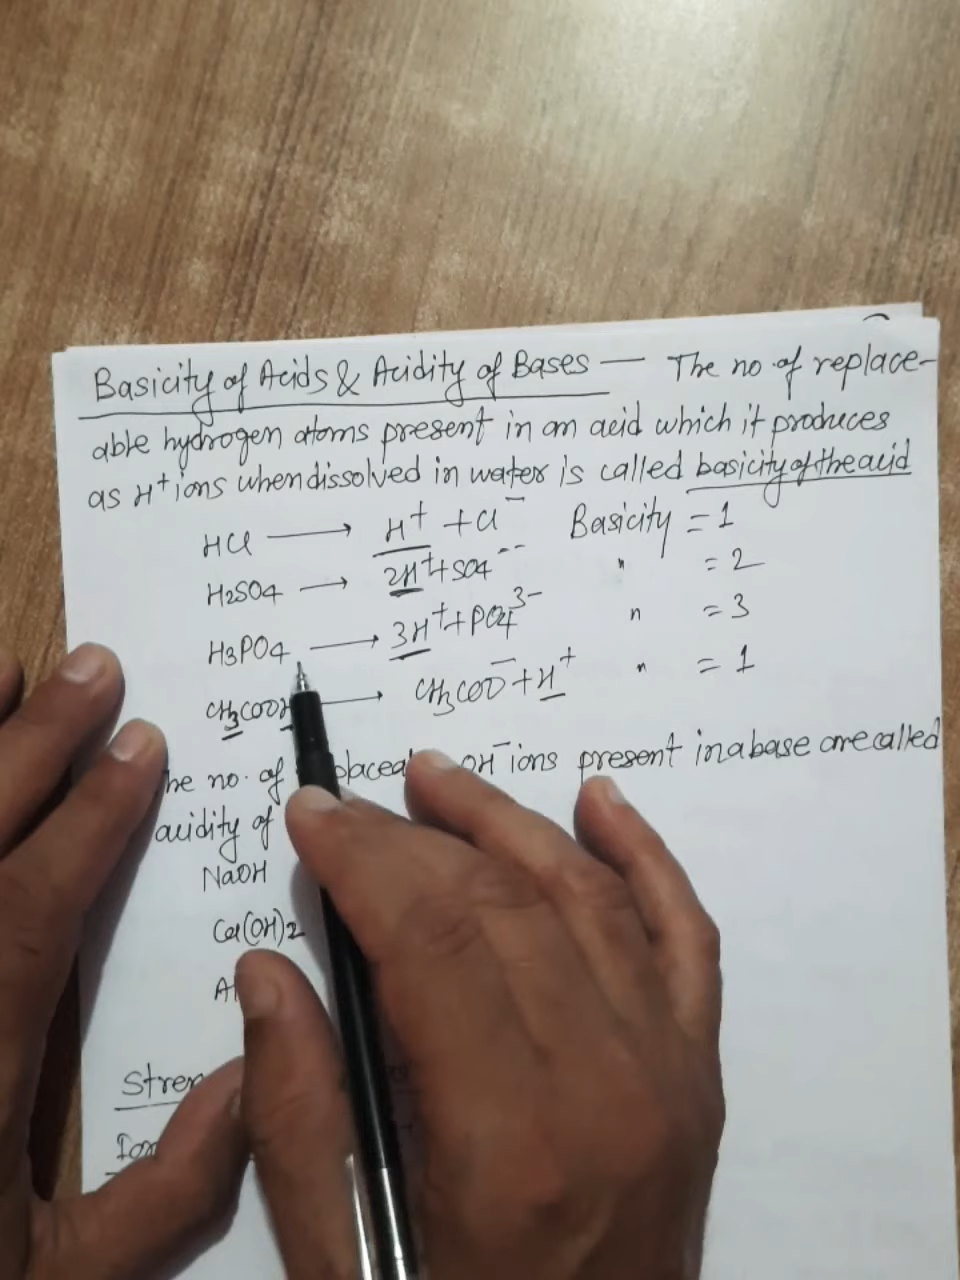 Basicity of Acids & Acidity of Bases — The no of replace-
able hydrogen atoms present in an acid which it produces
as H+ ions when dissolved in water is called basicity of the acid
HCl ⟶ H+ + Cl- Basicity = 1
H2SO4 ⟶ 2H+ + SO4-- " = 2
H3PO4 ⟶ 3H+ + PO4 3- " = 3
CH3COOH ⟶ CH3COO- + H+ " = 1
he no. of OH- ions present in a base are called
acidity of
NaOH
Ca(OH)2